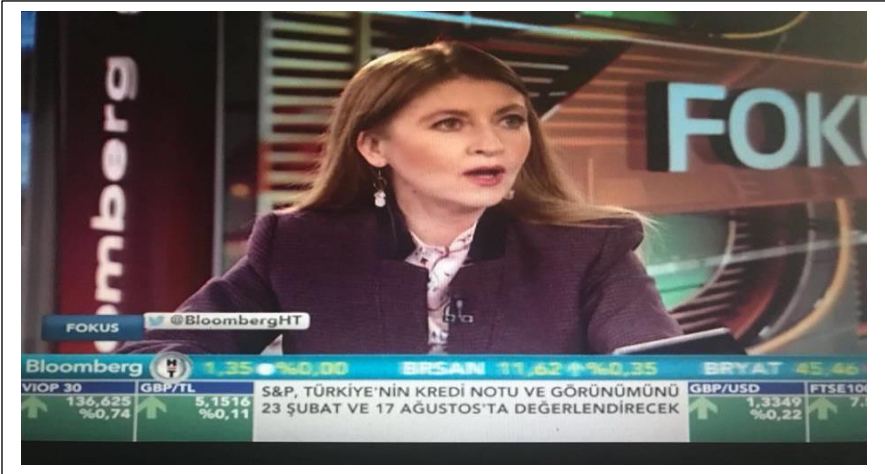 omberg
FOKU
FOKUS
@BloombergHT
Bloomberg HT 1,35 %0,00 BRSAN 11,62 %0,35 BRYAT 45,46
VIOP 30
136,625
%0,74
GBP/TL
5,1516
%0,11
S&P, TÜRKİYE'NİN KREDİ NOTU VE GÖRÜNÜMÜNÜ
23 ŞUBAT VE 17 AĞUSTOS'TA DEĞERLENDİRECEK
GBP/USD
1,3349
%0,22
FTSE100